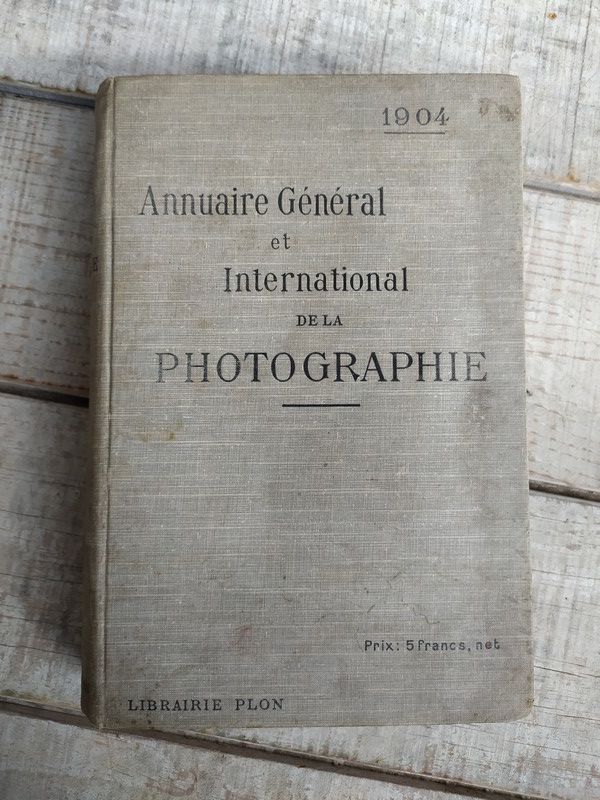 1904
Annuaire Général
et
International
DE LA
PHOTOGRAPHIE
Prix: 5 francs, net
LIBRAIRIE PLON